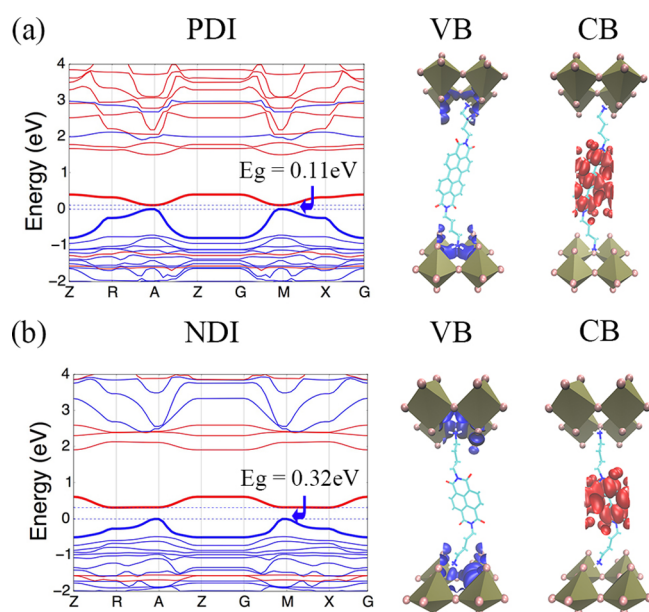 (a) PDI VB CB
4
3
2
1
0
−1
−2
Energy (eV)
Eg = 0.11eV
Z R A Z G M X G
(b) NDI VB CB
4
3
2
1
0
−1
−2
Energy (eV)
Eg = 0.32eV
Z R A Z G M X G